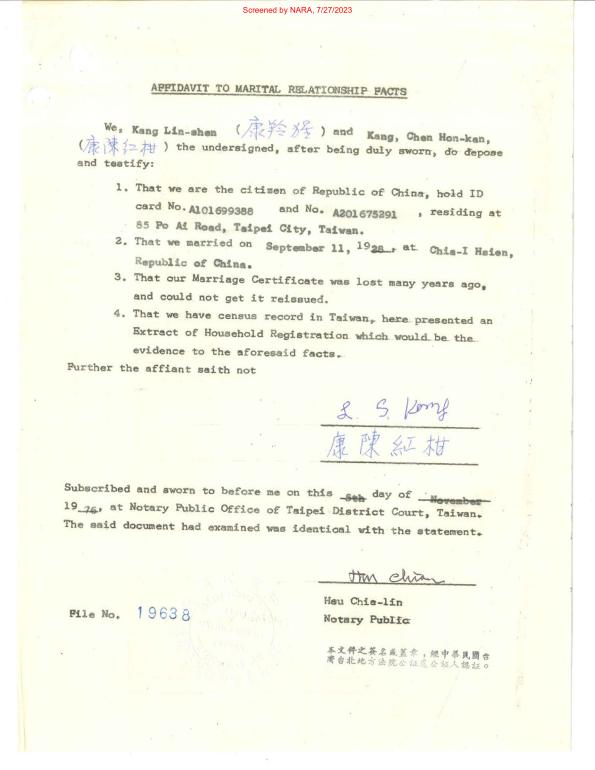 Screened by NARA, 7/27/2023
AFFIDAVIT TO MARITAL RELATIONSHIP FACTS
We, Kang Lin-shen (康羚猻) and Kang, Chen Hon-kan,
(康陳紅柑) the undersigned, after being duly sworn, do depose
and testify:
1. That we are the citizen of Republic of China, hold ID
card No. A101699388 and No. A201675291 , residing at
85 Po Ai Road, Taipei City, Taiwan.
2. That we married on September 11, 1928, at Chia-I Hsien,
Republic of China.
3. That our Marriage Certificate was lost many years ago,
and could not get it reissued.
4. That we have census record in Taiwan, here presented an
Extract of Household Registration which would be the
evidence to the aforesaid facts.
Further the affiant saith not
L. S. Kang
康陳紅柑
Subscribed and sworn to before me on this 8th day of November
1976, at Notary Public Office of Taipei District Court, Taiwan.
The said document had examined was identical with the statement.
Hsu Chia-lin
File No. 19638
Notary Public
本文件之簽名或蓋章，經中華民國台
灣台北地方法院公証處公証人認証。